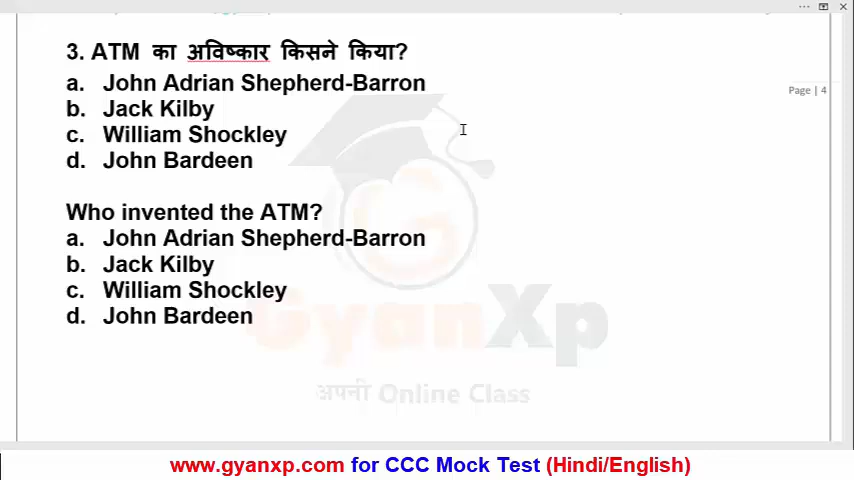 3. ATM का अविष्कार किसने किया?
a. John Adrian Shepherd-Barron
Page | 4
b. Jack Kilby
c. William Shockley
d. John Bardeen
Who invented the ATM?
a. John Adrian Shepherd-Barron
b. Jack Kilby
c. William Shockley
d. John Bardeen
GyanXp
अपनी Online Class
www.gyanxp.com for CCC Mock Test (Hindi/English)